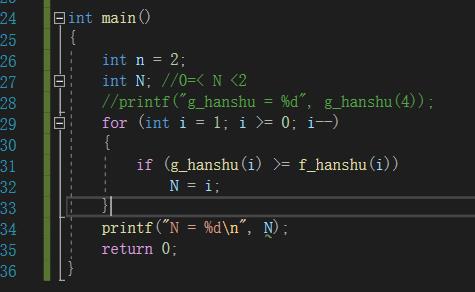 24 int main()
25 {
26 int n = 2;
27 int N; //0=< N <2
28 //printf("g_hanshu = %d", g_hanshu(4));
29 for (int i = 1; i >= 0; i--)
30 {
31 if (g_hanshu(i) >= f_hanshu(i))
32 N = i;
33 }
34 printf("N = %d\n", N);
35 return 0;
36 }